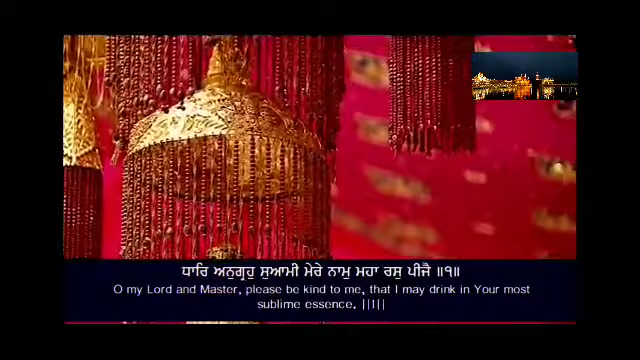 ਧਾਰਿ ਅਨੁਗ੍ਰਹੁ ਸੁਆਮੀ ਮੇਰੇ ਨਾਮੁ ਮਹਾ ਰਸੁ ਪੀਜੈ ॥੧॥
O my Lord and Master, please be kind to me, that I may drink in Your most
sublime essence. ||1||